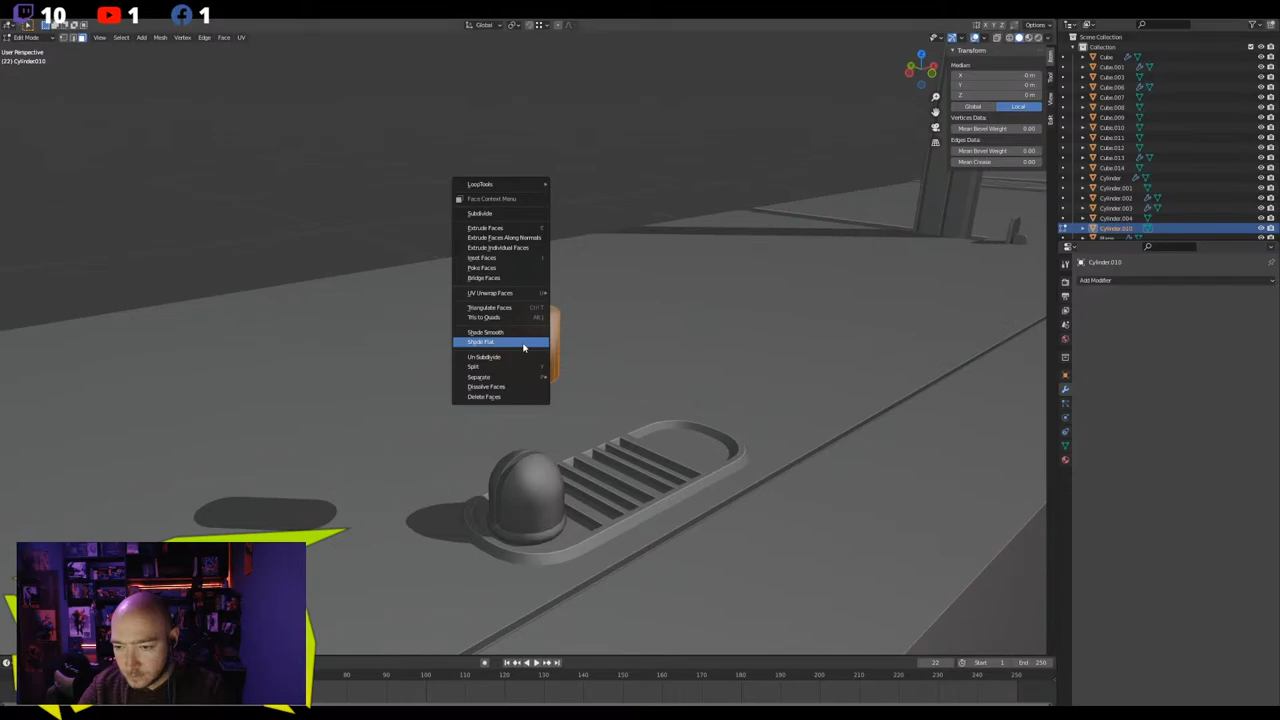 10
1
1
Edit Mode
View
Select
Add
Mesh
Vertex
Edge
Face
UV
Global
X
Y
Z
Options
User Perspective
(22) Cylinder.010
Transform
Median:
X 0 m
Y 0 m
Z 0 m
Global
Local
Vertices Data:
Mean Bevel Weight 0.00
Edges Data:
Mean Bevel Weight 0.00
Mean Crease 0.00
Item
Tool
View
Edit
Scene Collection
Collection
Cube
Cube.001
Cube.003
Cube.006
Cube.007
Cube.008
Cube.009
Cube.010
Cube.011
Cube.012
Cube.013
Cube.014
Cylinder
Cylinder.001
Cylinder.002
Cylinder.003
Cylinder.004
Cylinder.010
Cylinder.010
Add Modifier
LoopTools
Face Context Menu
Subdivide
Extrude Faces E
Extrude Faces Along Normals
Extrude Individual Faces
Inset Faces I
Poke Faces
Bridge Faces
UV Unwrap Faces U
Triangulate Faces Ctrl T
Tris to Quads Alt J
Shade Smooth
Shade Flat
Un-Subdivide
Split Y
Separate P
Dissolve Faces
Delete Faces
22
Start 1
End 250
80
90
100
110
120
130
140
150
160
170
180
190
200
210
220
230
240
250